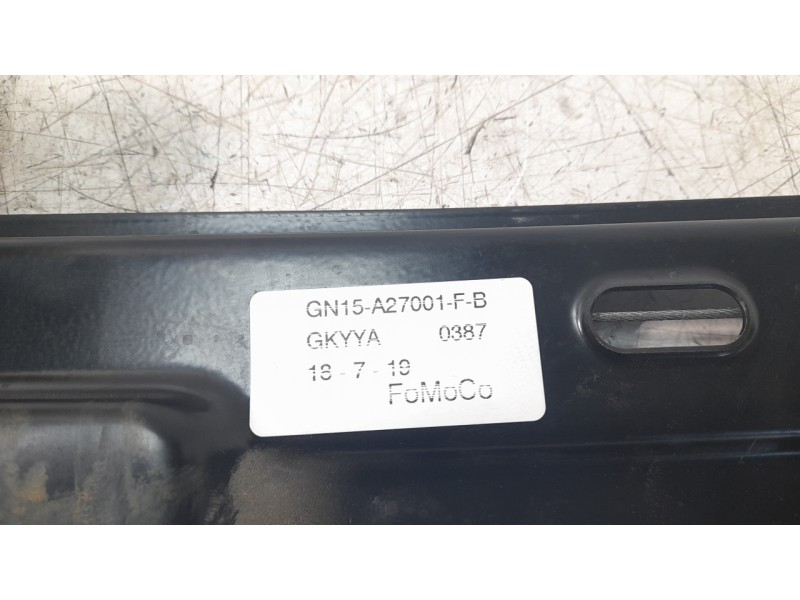 GN15-A27001-F-B
GKYYA 0387
18-7-19
FoMoCo